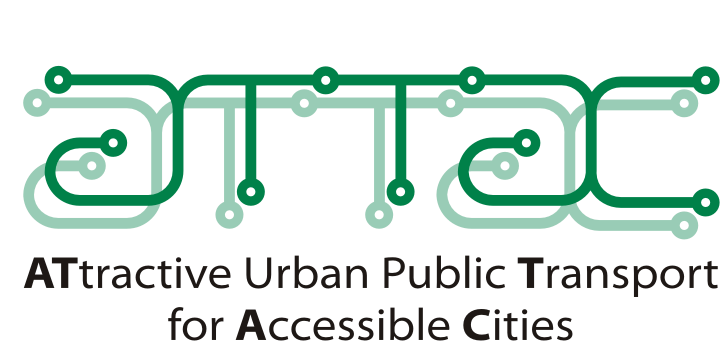 aTTaC
ATtractive Urban Public Transport
for Accessible Cities